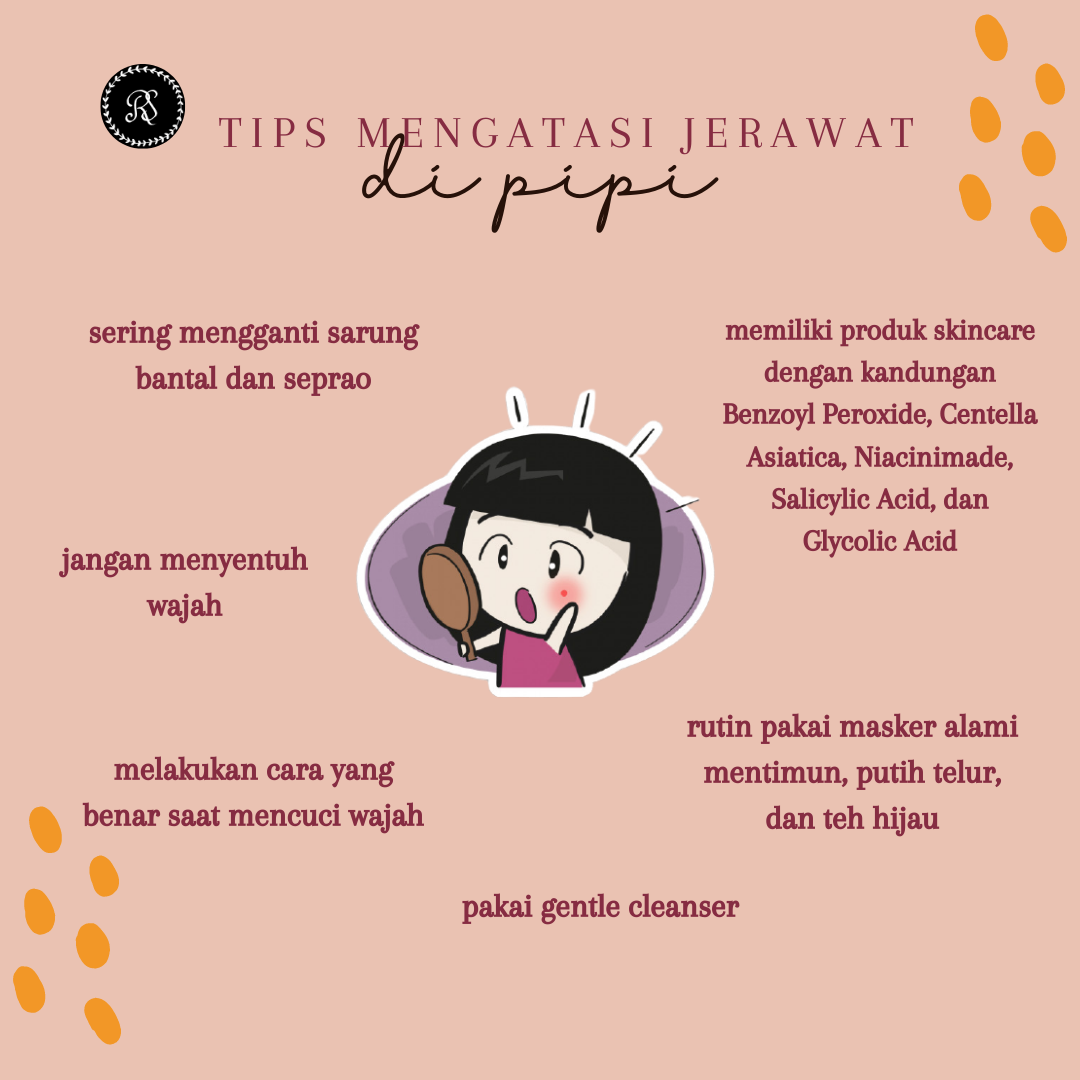 RS
TIPS MENGATASI JERAWAT
di pipi
sering mengganti sarung
bantal dan seprao
memiliki produk skincare
dengan kandungan
Benzoyl Peroxide, Centella
Asiatica, Niacinimade,
Salicylic Acid, dan
Glycolic Acid
jangan menyentuh
wajah
rutin pakai masker alami
mentimun, putih telur,
dan teh hijau
melakukan cara yang
benar saat mencuci wajah
pakai gentle cleanser